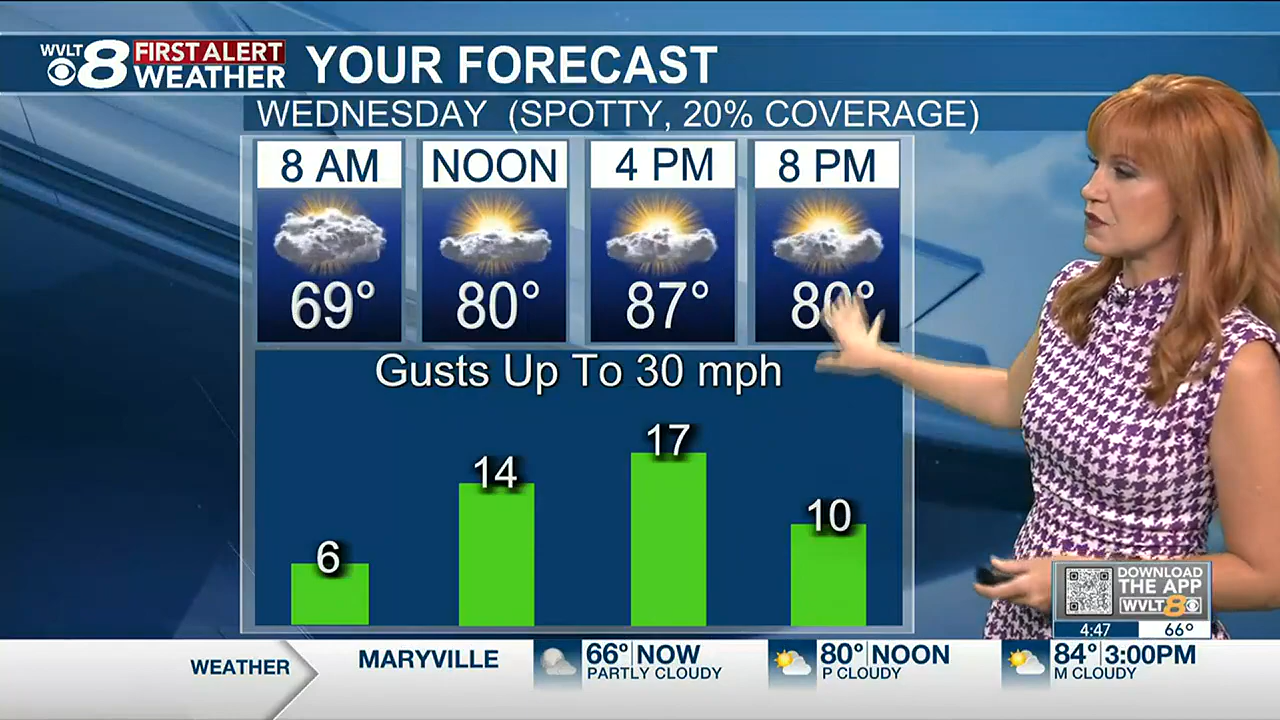 WVLT
8
FIRST ALERT
WEATHER
YOUR FORECAST
WEDNESDAY (SPOTTY, 20% COVERAGE)
8 AM NOON 4 PM 8 PM
69° 80° 87° 80°
Gusts Up To 30 mph
6 14 17 10
DOWNLOAD
THE APP
WVLT8
4:47 66°
WEATHER
MARYVILLE
66° NOW
PARTLY CLOUDY
80° NOON
P CLOUDY
84° 3:00PM
M CLOUDY